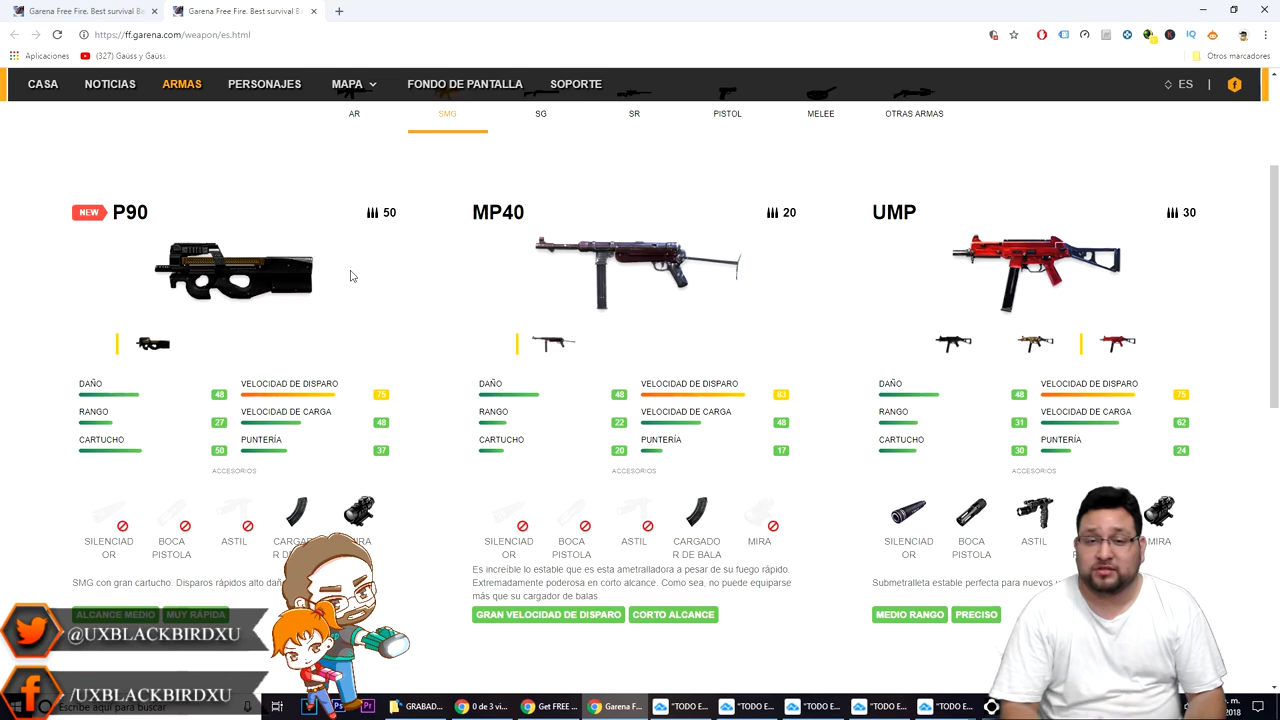 Garena Free Fire. Best survival Ba
Garena Free Fire. Best survival Ba
https://ff.garena.com/weapon/es.html
Aplicaciones
(327) Gaüss y Gaüss
Otros marcadores
CASA
NOTICIAS
ARMAS
PERSONAJES
MAPA
FONDO DE PANTALLA
SOPORTE
ES
AR
SMG
SG
SR
PISTOL
MELEE
OTRAS ARMAS
NEW P90 50
MP40 20
UMP 30
DAÑO 48 VELOCIDAD DE DISPARO 75
RANGO 27 VELOCIDAD DE CARGA 48
CARTUCHO 50 PUNTERÍA 37
ACCESORIOS
DAÑO 48 VELOCIDAD DE DISPARO 83
RANGO 22 VELOCIDAD DE CARGA 48
CARTUCHO 20 PUNTERÍA 17
ACCESORIOS
DAÑO 48 VELOCIDAD DE DISPARO 75
RANGO 31 VELOCIDAD DE CARGA 62
CARTUCHO 30 PUNTERÍA 24
ACCESORIOS
SILENCIAD
OR
BOCA
PISTOLA
ASTIL
SILENCIAD
OR
BOCA
PISTOLA
ASTIL
CARGADO
R DE BALA
MIRA
SILENCIAD
OR
BOCA
PISTOLA
ASTIL
MIRA
SMG con gran cartucho. Disparos rápidos alto
ALCANCE MEDIO MUY RÁPIDA
Es increíble lo estable que es esta ametralladora a pesar de su fuego rápido.
Extremadamente poderosa en corto alcance. Como sea, no puede equiparse
más que su cargador de balas.
GRAN VELOCIDAD DE DISPARO CORTO ALCANCE
Submetralleta estable perfecta para nuevos
MEDIO RANGO PRECISO
@UXBLACKBIRDXU
/UXBLACKBIRDXU
Escribe aquí para buscar
Ps
Pr
GRABAD...
0 de 3 vi...
Get FREE ...
Garena F...
"TODO E...
"TODO E...
"TODO E...
"TODO E...
"TODO E...
p. m.
2018